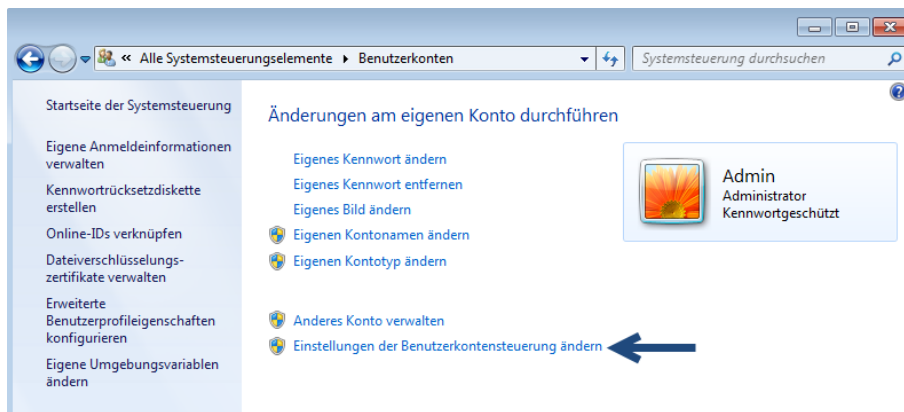 « Alle Systemsteuerungselemente Benutzerkonten
Systemsteuerung durchsuchen
Startseite der Systemsteuerung
Eigene Anmeldeinformationen
verwalten
Kennwortrücksetzdiskette
erstellen
Online-IDs verknüpfen
Dateiverschlüsselungs-
zertifikate verwalten
Erweiterte
Benutzerprofileigenschaften
konfigurieren
Eigene Umgebungsvariablen
ändern
Änderungen am eigenen Konto durchführen
Eigenes Kennwort ändern
Eigenes Kennwort entfernen
Eigenes Bild ändern
Eigenen Kontonamen ändern
Eigenen Kontotyp ändern
Anderes Konto verwalten
Einstellungen der Benutzerkontensteuerung ändern
Admin
Administrator
Kennwortgeschützt